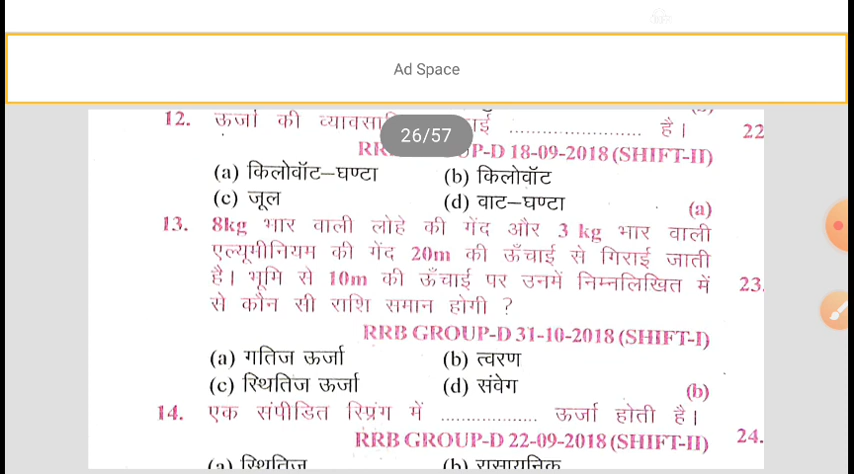 Ad Space
12. ऊर्जा की 26/57 है। 22
P-D 18-09-2018 (SHIFT-II)
(a) किलोवॉट–घण्टा (b) किलोवॉट
(c) जूल (d) वाट–घण्टा (a)
13. 8kg भार वाली लोहे की गेंद और 3 kg भार वाली
एल्यूमीनियम की गेंद 20m की ऊँचाई से गिराई जाती
है। भूमि से 10m की ऊँचाई पर उनमें निम्नलिखित में 23.
से कौन सी राशि समान होगी ?
RRB GROUP-D 31-10-2018 (SHIFT-I)
(a) गतिज ऊर्जा (b) त्वरण
(c) स्थितिज ऊर्जा (d) संवेग (b)
14. एक संपीडित स्प्रिंग में .................. ऊर्जा होती है।
RRB GROUP-D 22-09-2018 (SHIFT-II) 24.
(a) स्थितिज (b) रासायनिक